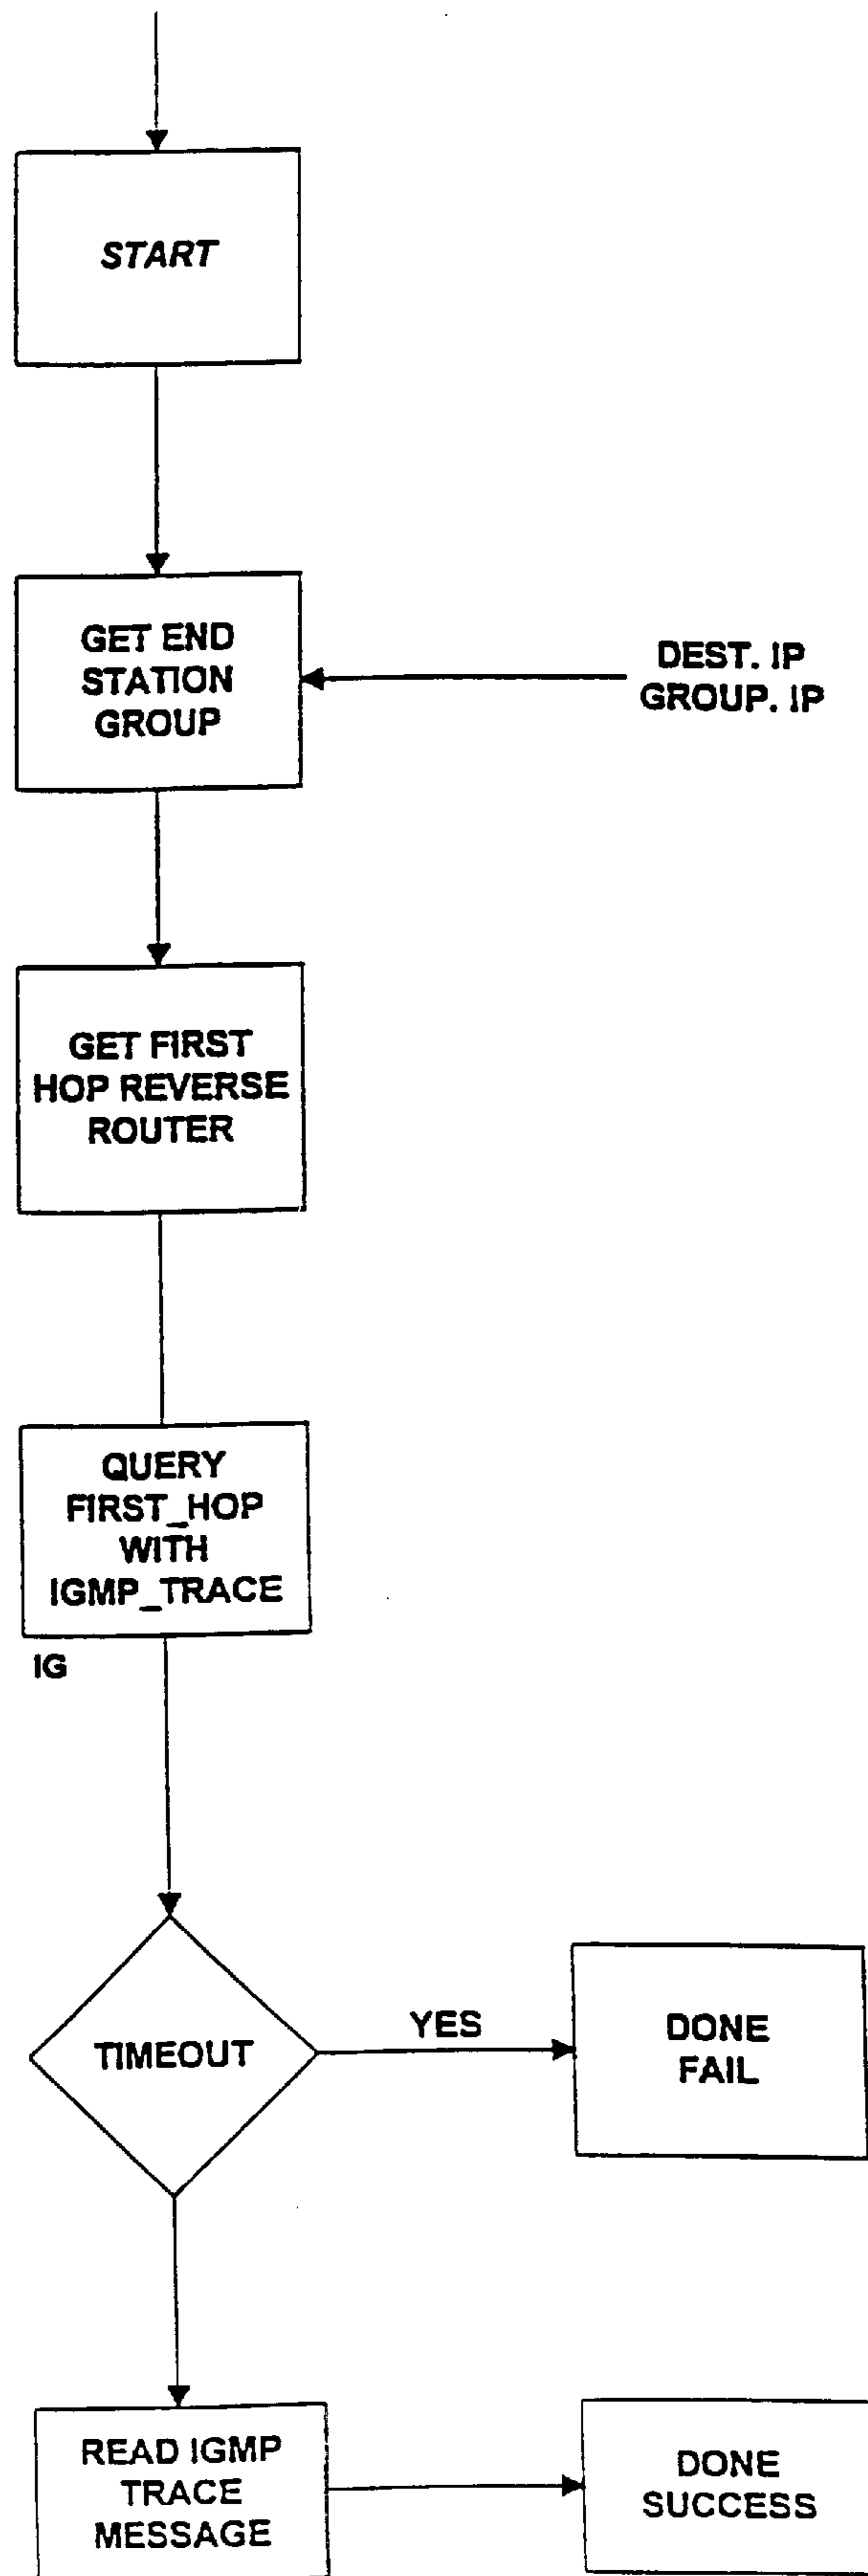 START
GET END
STATION
GROUP
DEST. IP
GROUP. IP
GET FIRST
HOP REVERSE
ROUTER
QUERY
FIRST_HOP
WITH
IGMP_TRACE
IG
TIMEOUT
YES
DONE
FAIL
READ IGMP
TRACE
MESSAGE
DONE
SUCCESS